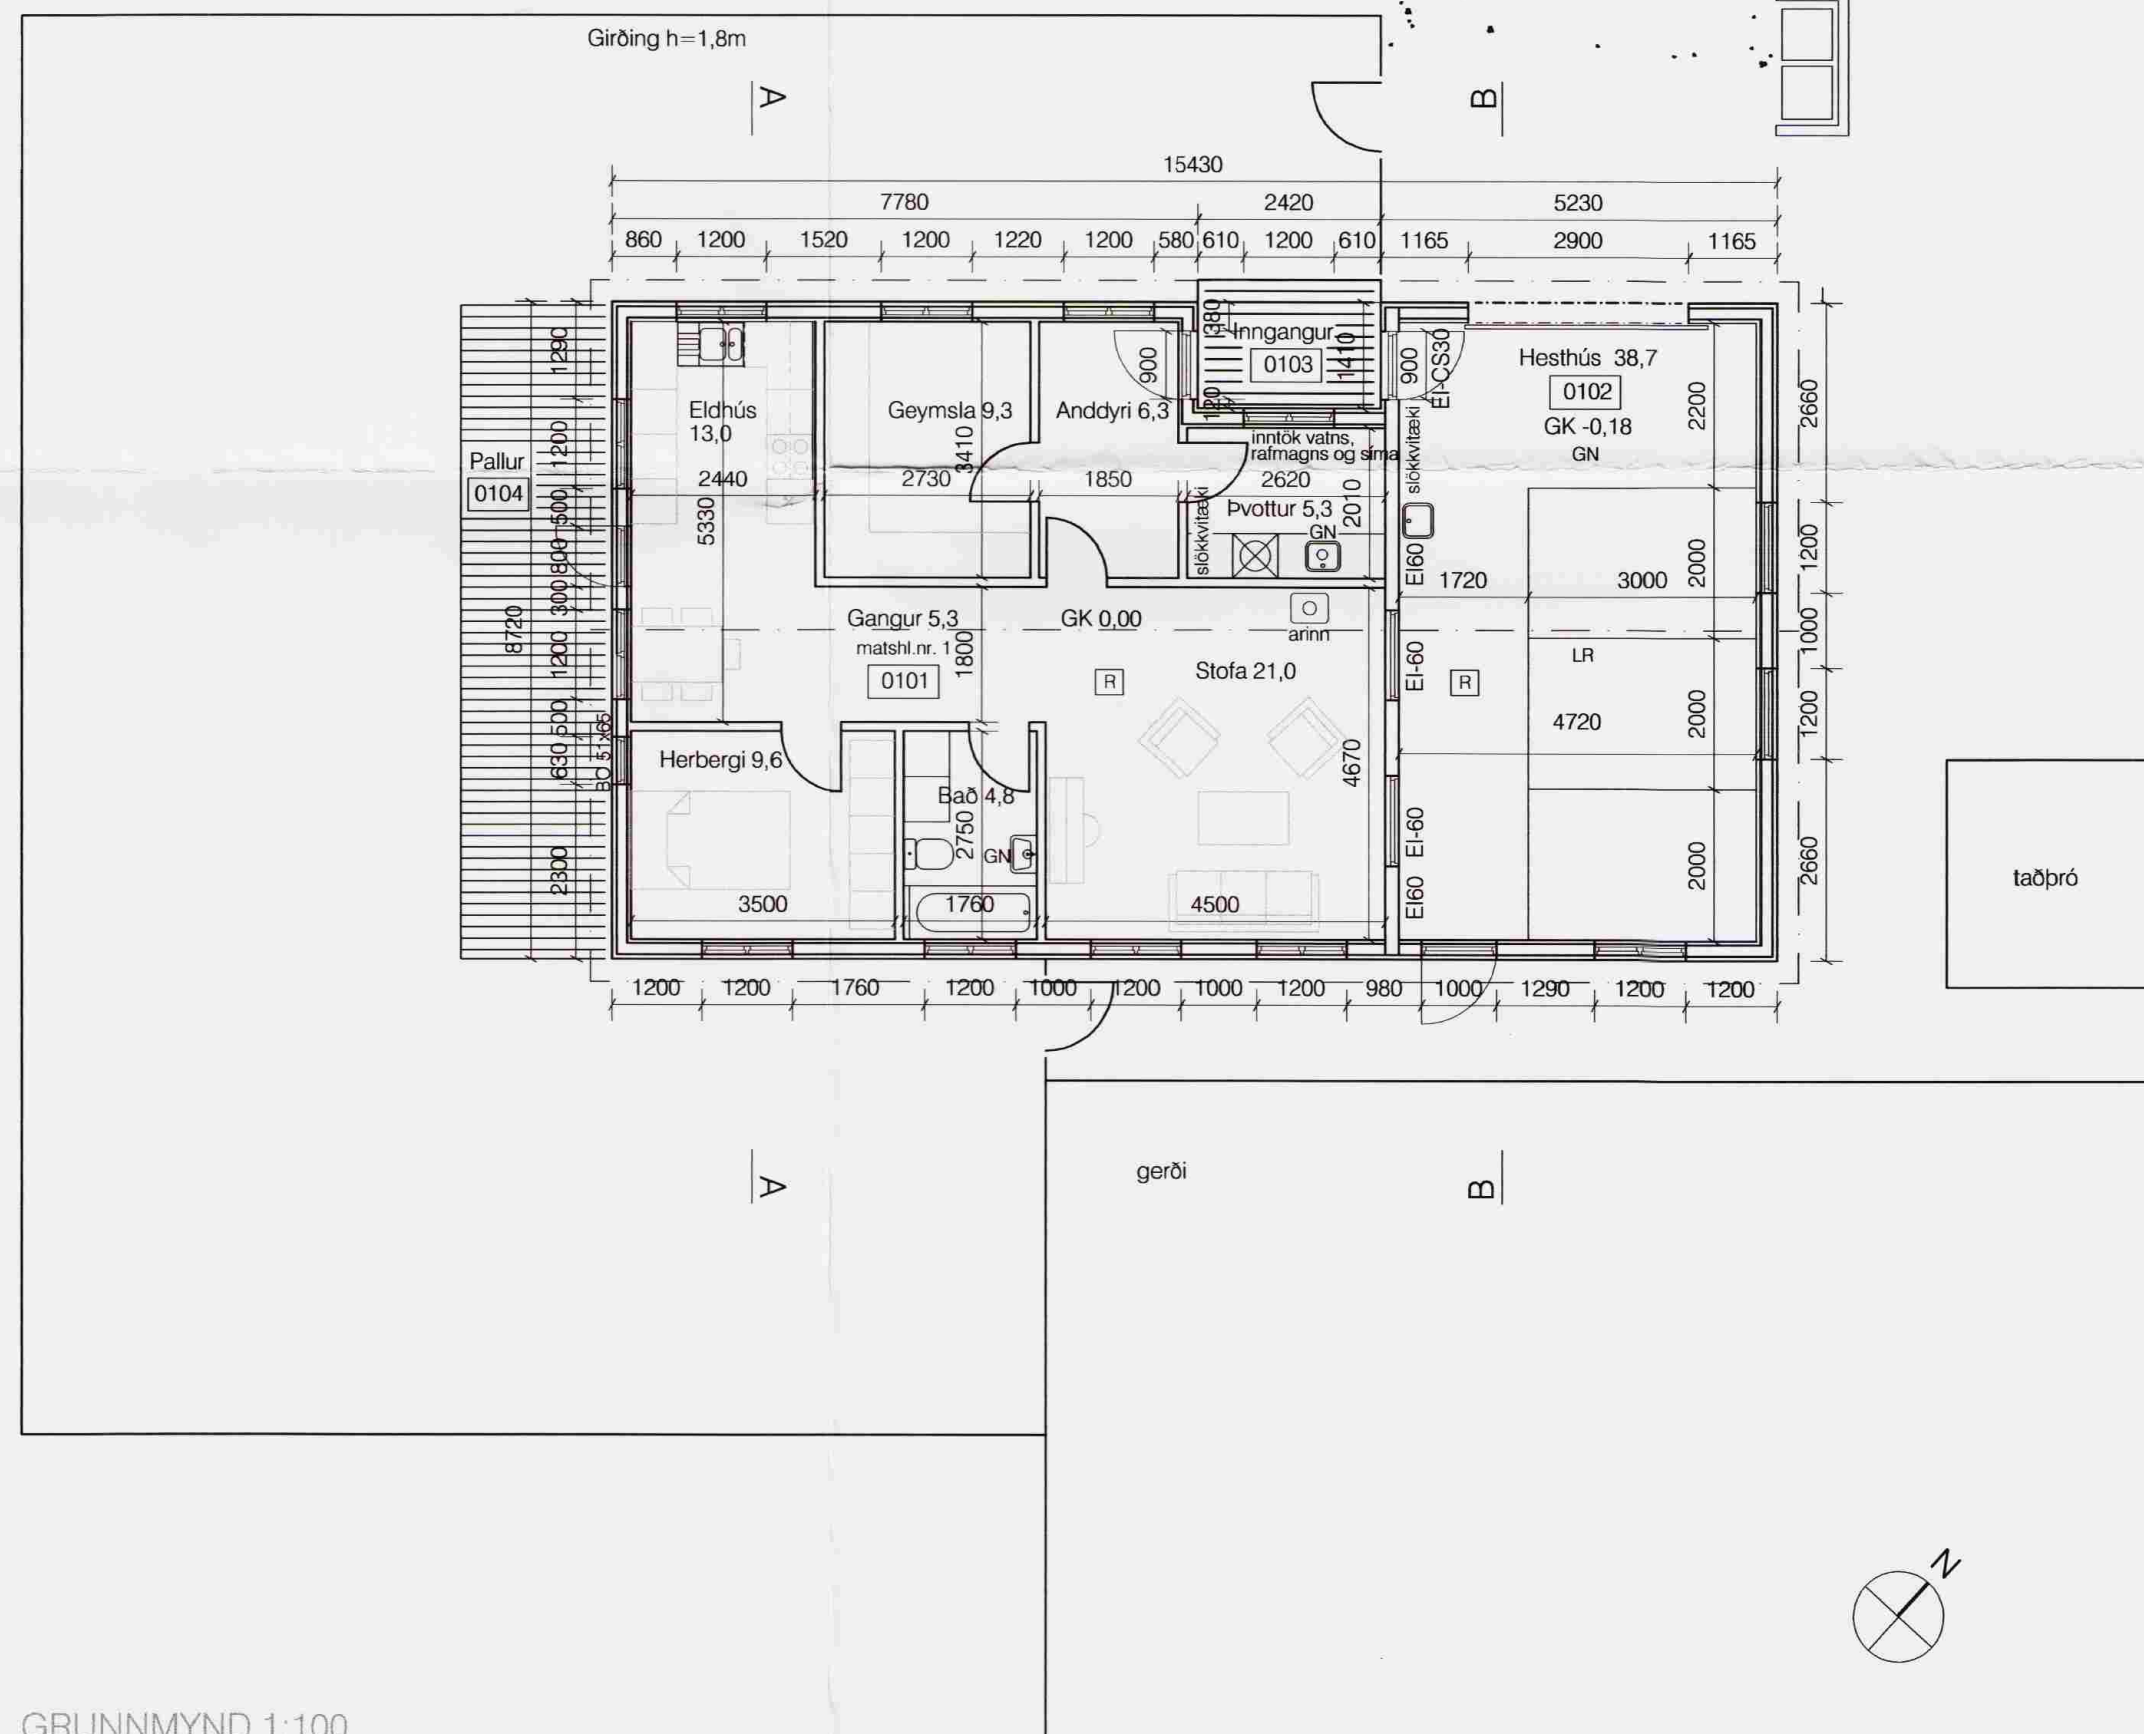 Girðing h=1,8m
A
B
15430
7780
2420
5230
860
1200
1520
1200
1220
1200
580
610
1200
610
1165
2900
1165
Inngangur
0103
380
1410
120
900
900
EI-CS30
Hesthús 38,7
0102
GK -0,18
GN
2200
2660
1290
Eldhús
13,0
Geymsla 9,3
Anddyri 6,3
3410
inntök vatns,
rafmagns og síma
slökkvitæki
Pallur
0104
1200
2440
2730
1850
2620
500
5330
slökkvitæki
Þvottur 5,3
GN
2010
EI60
1720
3000
2000
1200
800
300
8720
Gangur 5,3
matshl.nr. 1
0101
1800
GK 0,00
arinn
Stofa 21,0
R
EI-60
R
LR
1000
1200
500
4720
2000
1200
BO 51x65
630
Herbergi 9,6
Bað 4,8
2750
GN
4670
EI-60
EI60
2000
2660
2300
3500
1760
4500
taðþró
1200
1200
1760
1200
1000
1200
1000
1200
980
1000
1290
1200
1200
A
gerði
B
N
GRUNNMYND 1:100